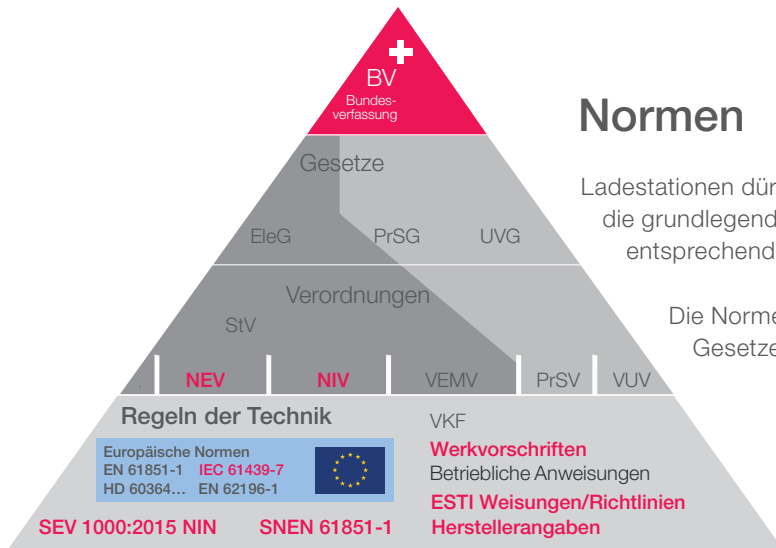 BV
Bundes-
verfassung
Normen
Gesetze
Ladestationen dür
die grundlegend
entsprechend
EleG PrSG UVG
Verordnungen
StV
Die Norme
Gesetze
. NEV NIV VEMV PrSV VUV
Regeln der Technik
Europäische Normen
EN 61851-1 IEC 61439-7
HD 60364... EN 62196-1
SEV 1000:2015 NIN SNEN 61851-1
VKF
Werkvorschriften
Betriebliche Anweisungen
ESTI Weisungen/Richtlinien
Herstellerangaben